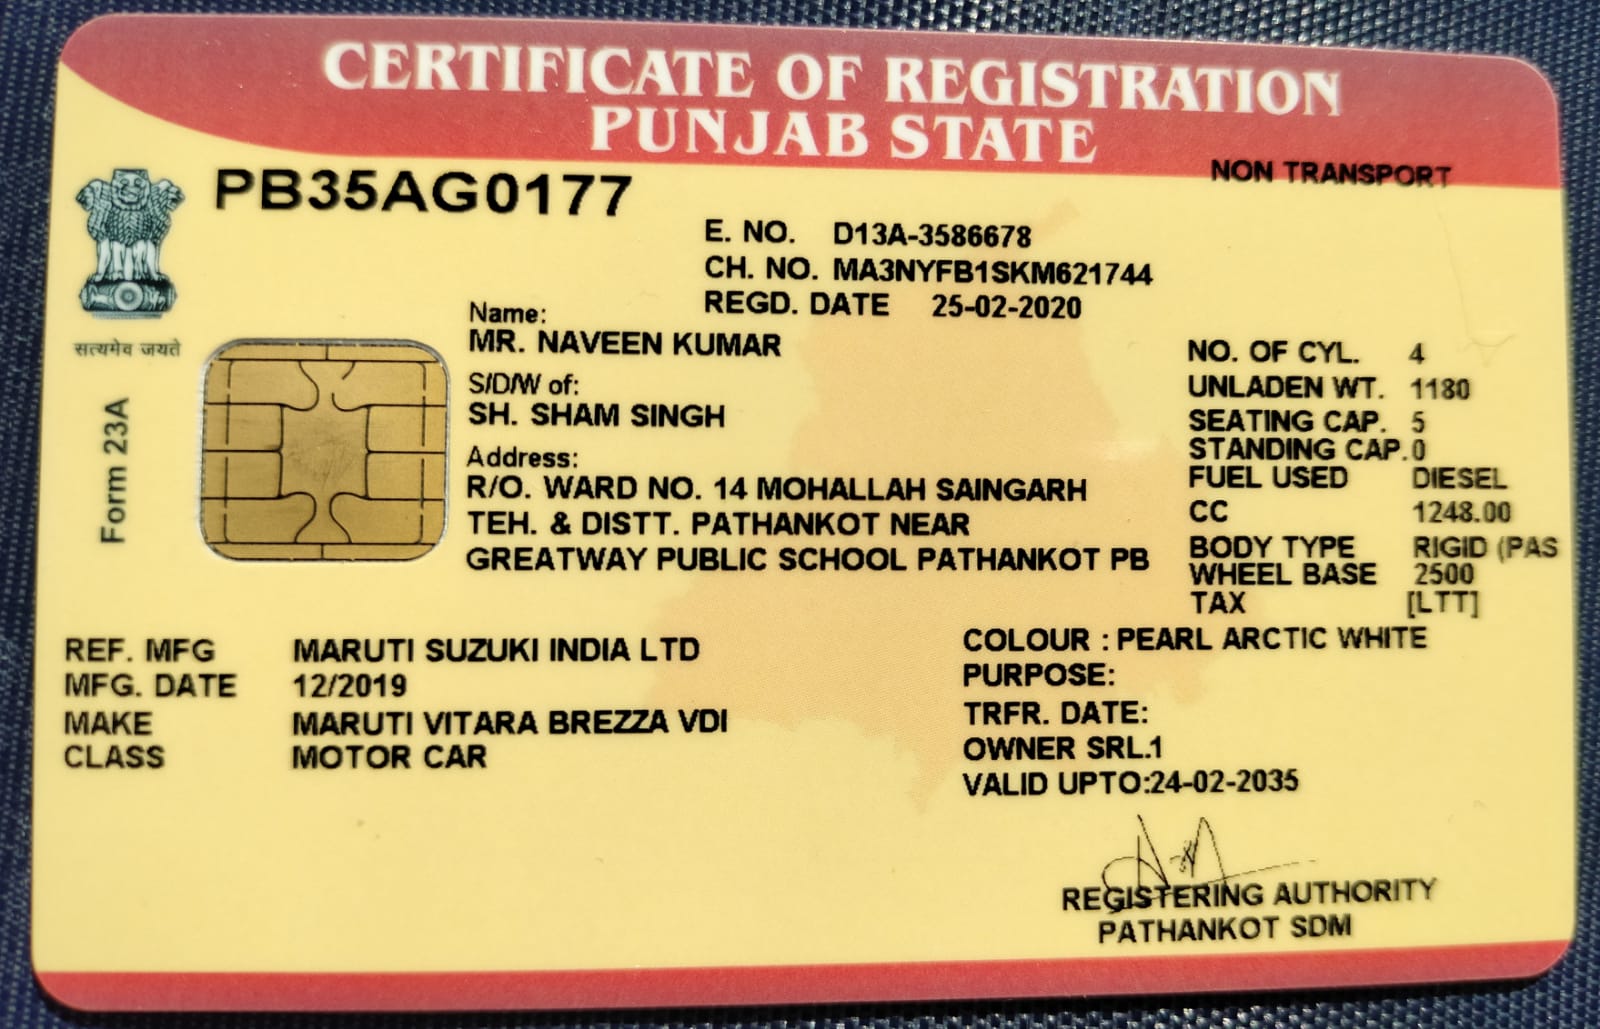 CERTIFICATE OF REGISTRATION
PUNJAB STATE
NON TRANSPORT
PB35AG0177
E. NO. D13A-3586678
CH. NO. MA3NYFB1SKM621744
REGD. DATE 25-02-2020
सत्यमेव जयते
Form 23A
Name:
MR. NAVEEN KUMAR
S/D/W of:
SH. SHAM SINGH
Address:
R/O. WARD NO. 14 MOHALLAH SAINGARH
TEH. & DISTT. PATHANKOT NEAR
GREATWAY PUBLIC SCHOOL PATHANKOT PB
NO. OF CYL. 4
UNLADEN WT. 1180
SEATING CAP. 5
STANDING CAP. 0
FUEL USED DIESEL
CC 1248.00
BODY TYPE RIGID (PAS
WHEEL BASE 2500
TAX [LTT]
REF. MFG MARUTI SUZUKI INDIA LTD
MFG. DATE 12/2019
MAKE MARUTI VITARA BREZZA VDI
CLASS MOTOR CAR
COLOUR : PEARL ARCTIC WHITE
PURPOSE:
TRFR. DATE:
OWNER SRL.1
VALID UPTO:24-02-2035
REGISTERING AUTHORITY
PATHANKOT SDM